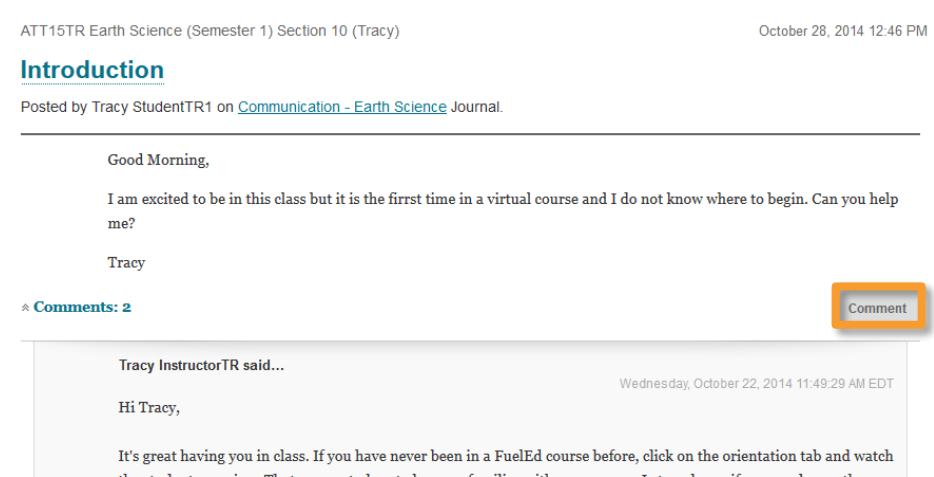 ATT15TR Earth Science (Semester 1) Section 10 (Tracy)
October 28, 2014 12:46 PM
Introduction
Posted by Tracy StudentTR1 on Communication - Earth Science Journal.
Good Morning,
I am excited to be in this class but it is the firrst time in a virtual course and I do not know where to begin. Can you help
me?
Tracy
Comments: 2
Comment
Tracy InstructorTR said...
Wednesday, October 22, 2014 11:49:29 AM EDT
Hi Tracy,
It's great having you in class. If you have never been in a FuelEd course before, click on the orientation tab and watch